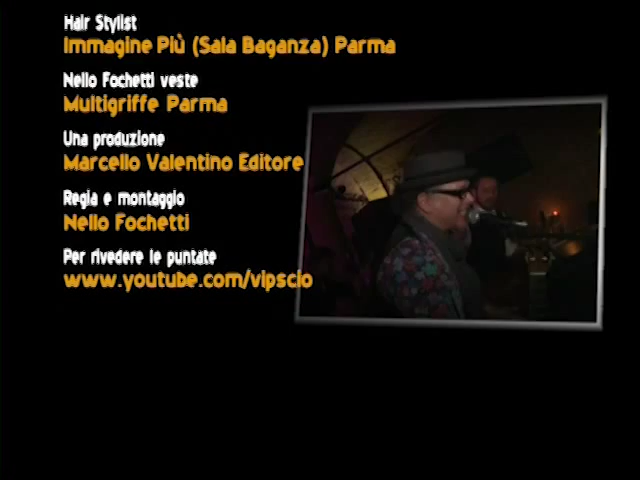 Hair Stylist
Immagine Più (Sala Baganza) Parma
Nello Fochetti veste
Multigriffe Parma
Una produzione
Marcello Valentino Editore
Regia e montaggio
Nello Fochetti
Per rivedere le puntate
www.youtube.com/vipscio